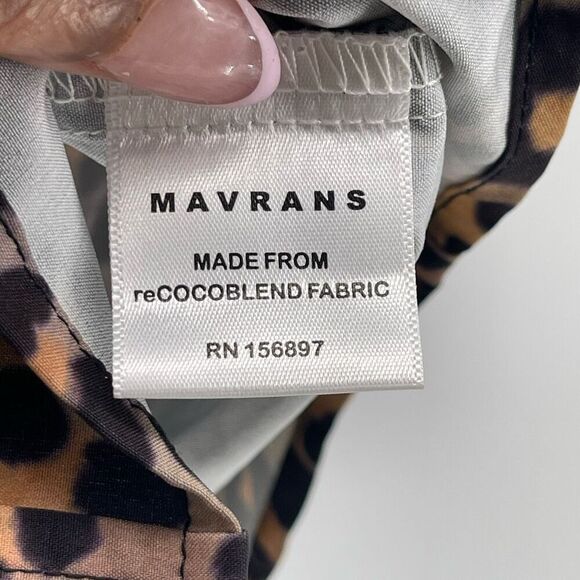 MAVRANS
MADE FROM
reCOCOBLEND FABRIC
RN 156897